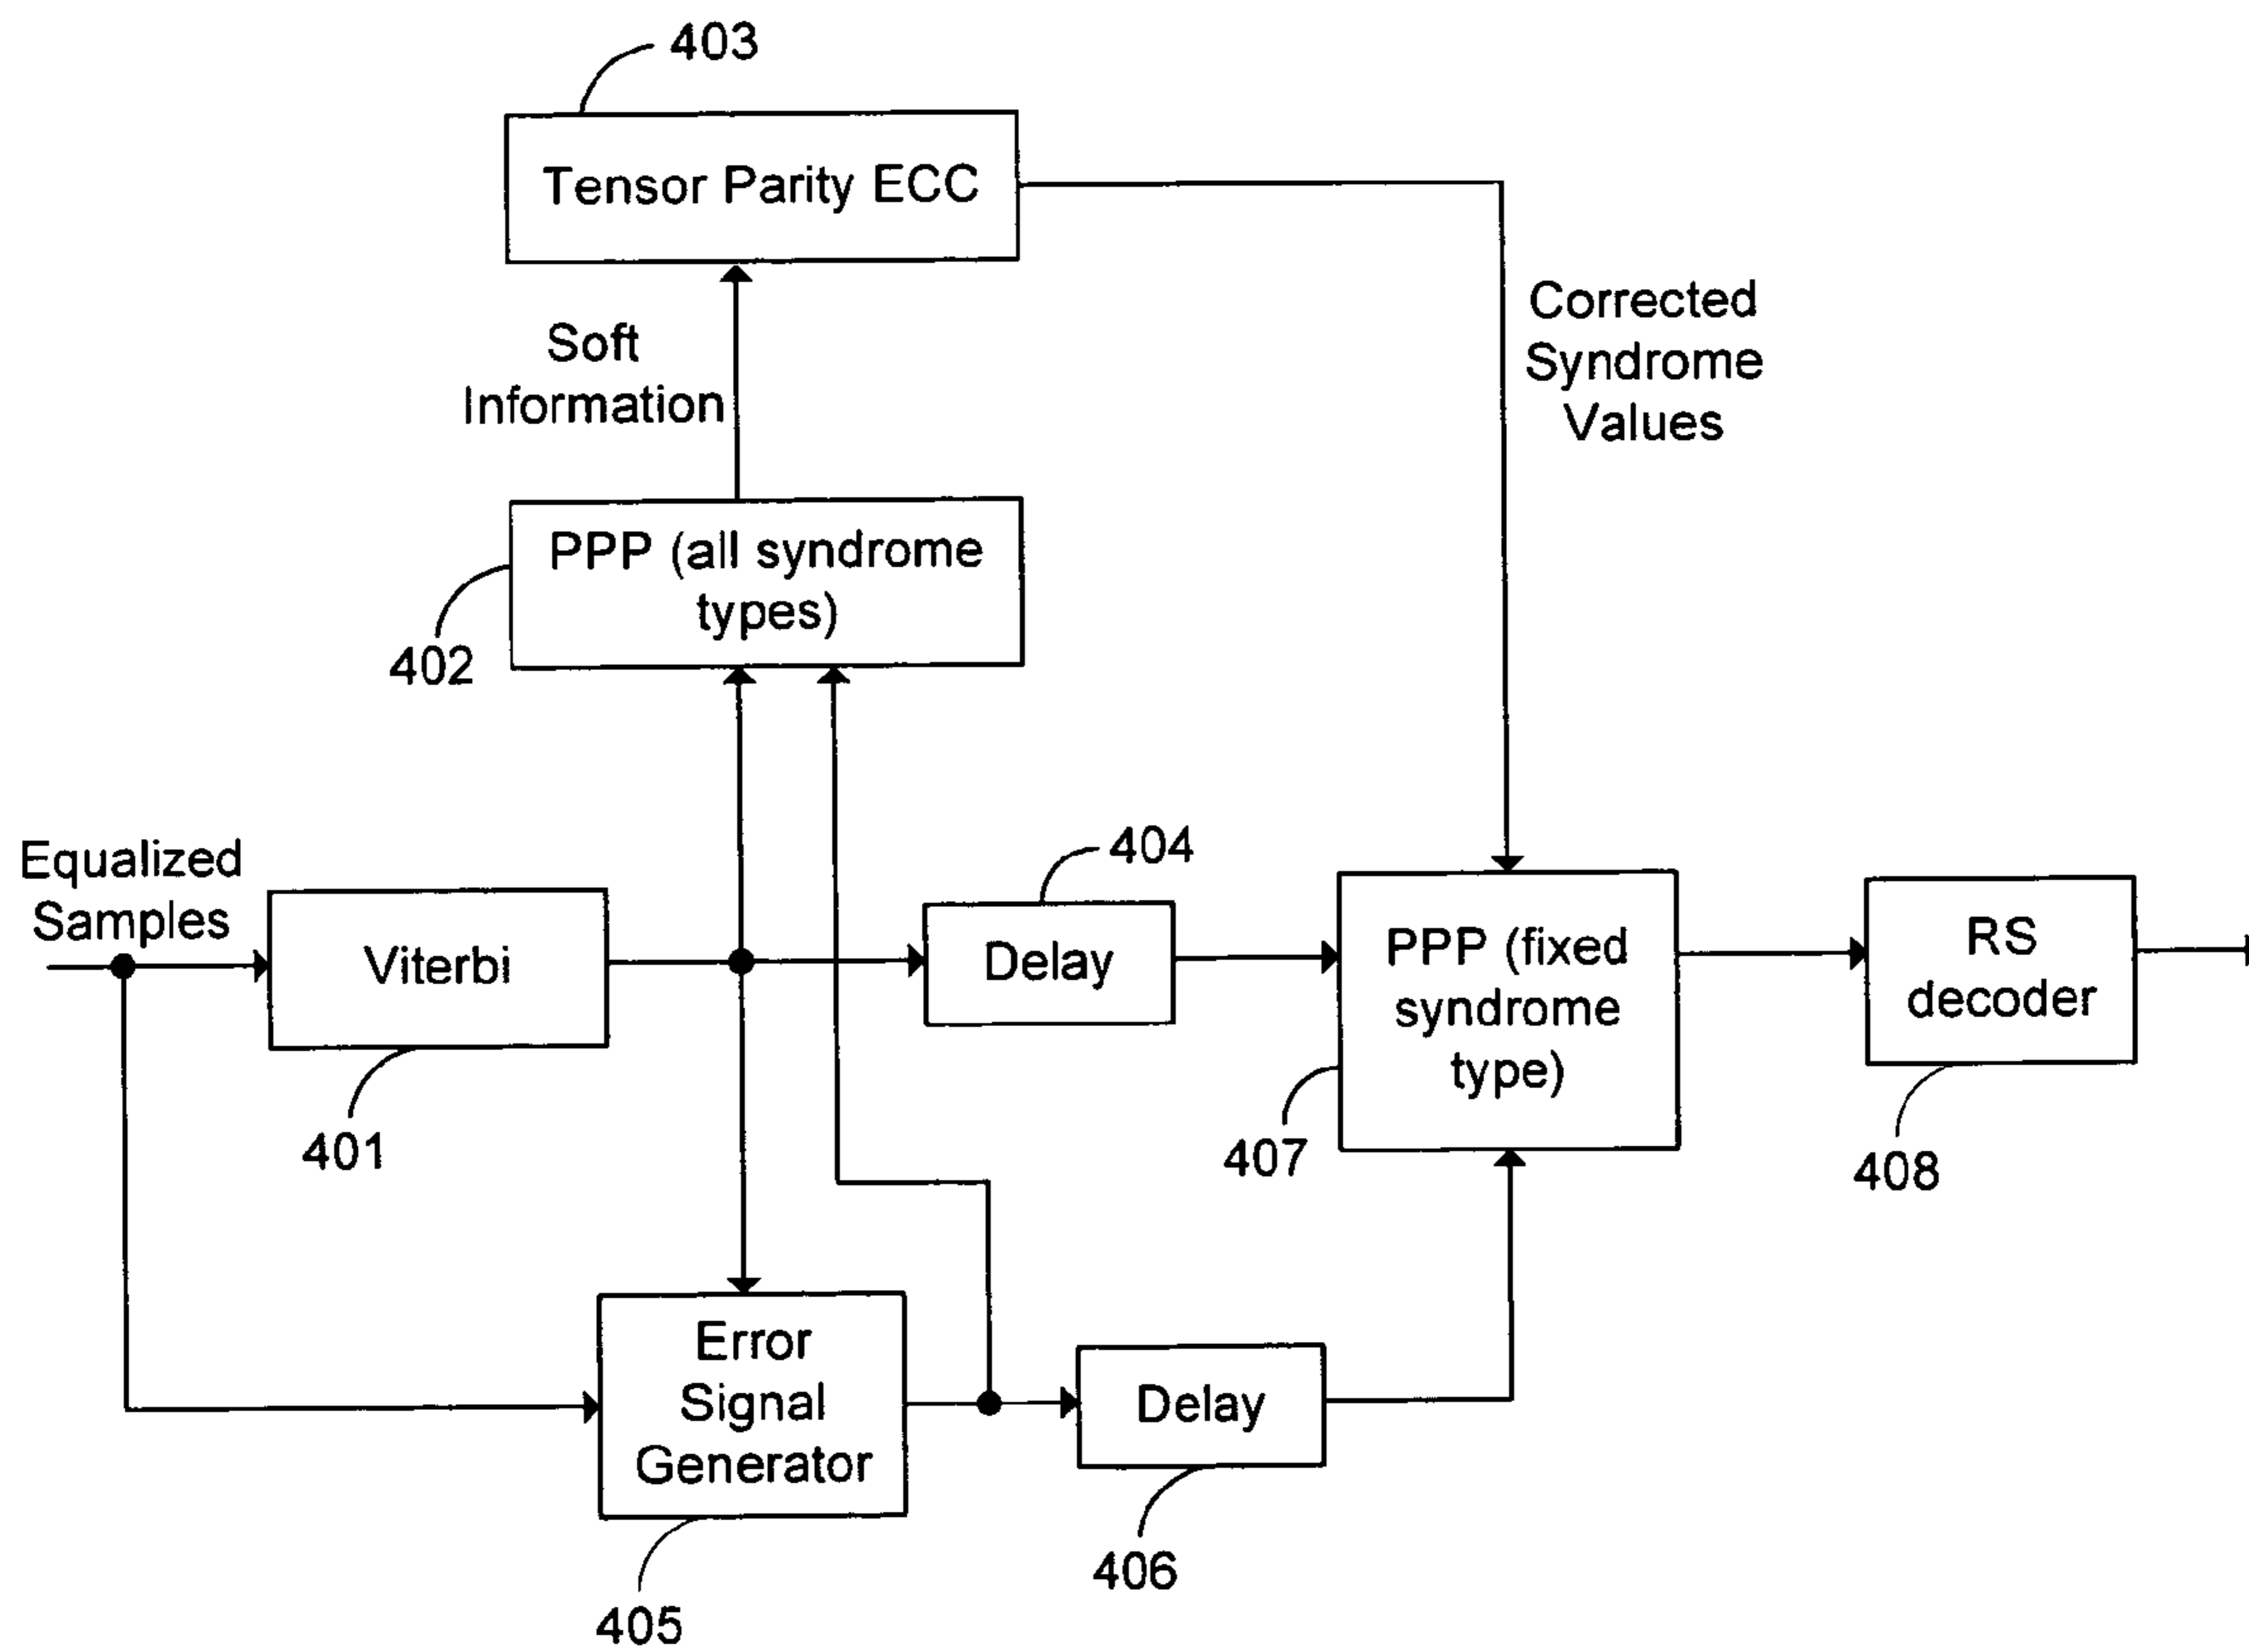 403
Tensor Parity ECC
Soft
Information
Corrected
Syndrome
Values
PPP (all syndrome
types)
402
Equalized
Samples
Viterbi
401
404
Delay
PPP (fixed
syndrome
type)
407
RS
decoder
408
Error
Signal
Generator
405
Delay
406